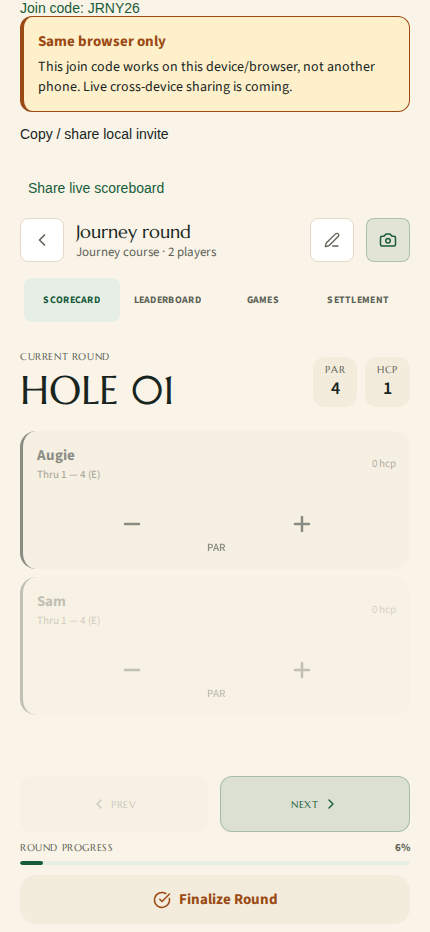 Join code: JRNY26
Same browser only
This join code works on this device/browser, not another
phone. Live cross-device sharing is coming.
Copy / share local invite
Share live scoreboard
Journey round
Journey course · 2 players
SCORECARD
LEADERBOARD
GAMES
SETTLEMENT
CURRENT ROUND
HOLE 01
PAR
4
HCP
1
Augie
Thru 1 — 4 (E)
0 hcp
PAR
Sam
Thru 1 — 4 (E)
0 hcp
PAR
PREV
NEXT
ROUND PROGRESS
6%
Finalize Round